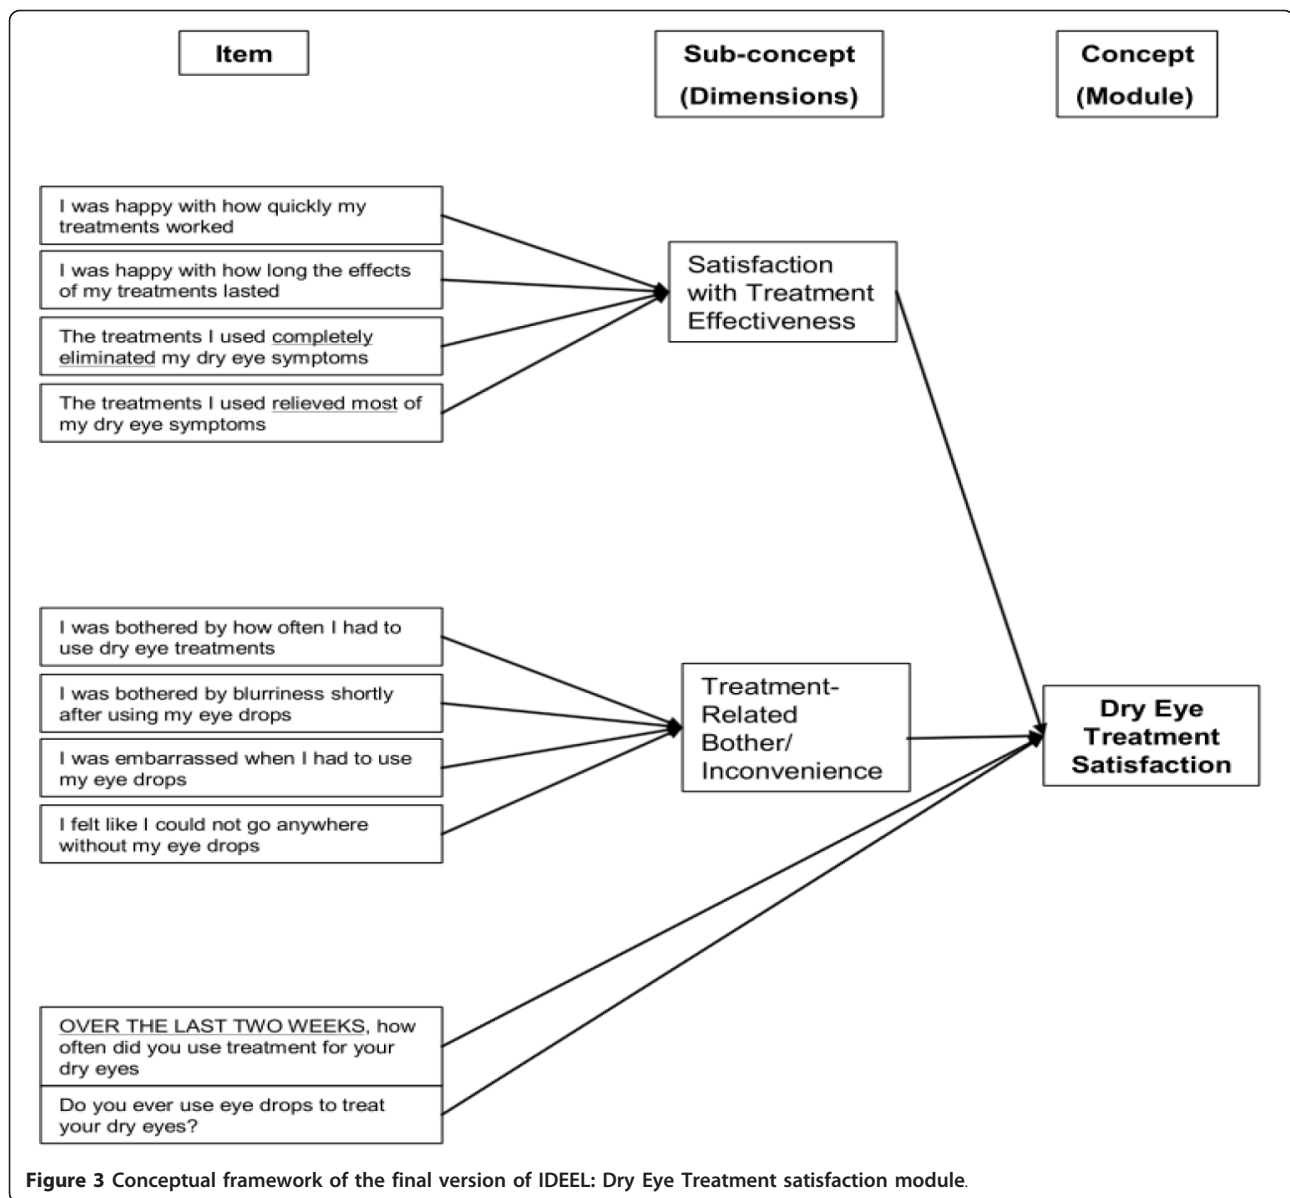 Item
Sub-concept
(Dimensions)
Concept
(Module)
I was happy with how quickly my
treatments worked
I was happy with how long the effects
of my treatments lasted
The treatments I used completely
eliminated my dry eye symptoms
The treatments I used relieved most of
my dry eye symptoms
Satisfaction
with Treatment
Effectiveness
I was bothered by how often I had to
use dry eye treatments
I was bothered by blurriness shortly
after using my eye drops
I was embarrassed when I had to use
my eye drops
I felt like I could not go anywhere
without my eye drops
Treatment-
Related
Bother/
Inconvenience
Dry Eye
Treatment
Satisfaction
OVER THE LAST TWO WEEKS, how
often did you use treatment for your
dry eyes
Do you ever use eye drops to treat
your dry eyes?
Figure 3 Conceptual framework of the final version of IDEEL: Dry Eye Treatment satisfaction module.